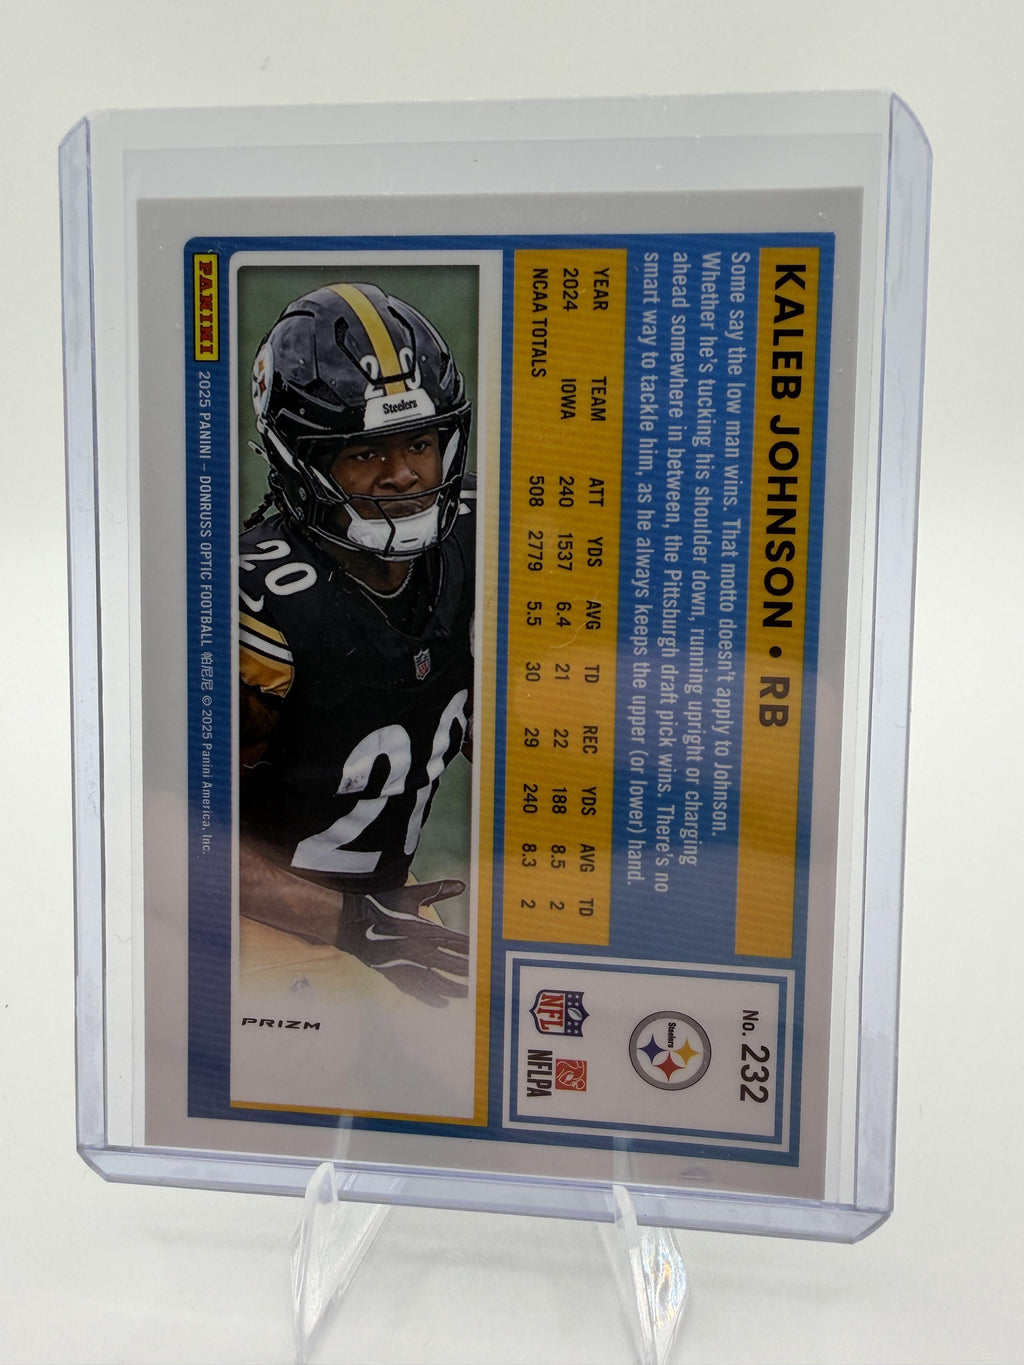 KALEB JOHNSON • RB
Some say the low man wins. That motto doesn't apply to Johnson.
Whether he's tucking his shoulder down, running upright or charging
ahead somewhere in between, the Pittsburgh draft pick wins. There's no
smart way to tackle him, as he always keeps the upper (or lower) hand.
YEAR TEAM ATT YDS AVG TD REC YDS AVG TD
2024 IOWA 240 1537 6.4 21 22 188 8.5 2
NCAA TOTALS 508 2779 5.5 30 29 240 8.3 2
No. 232
Steelers
NFL
NFLPA
20
Steelers
20
20
PRIZM
PANINI
2025 PANINI – DONRUSS OPTIC FOOTBALL 帕尼尼 © 2025 Panini America, Inc.